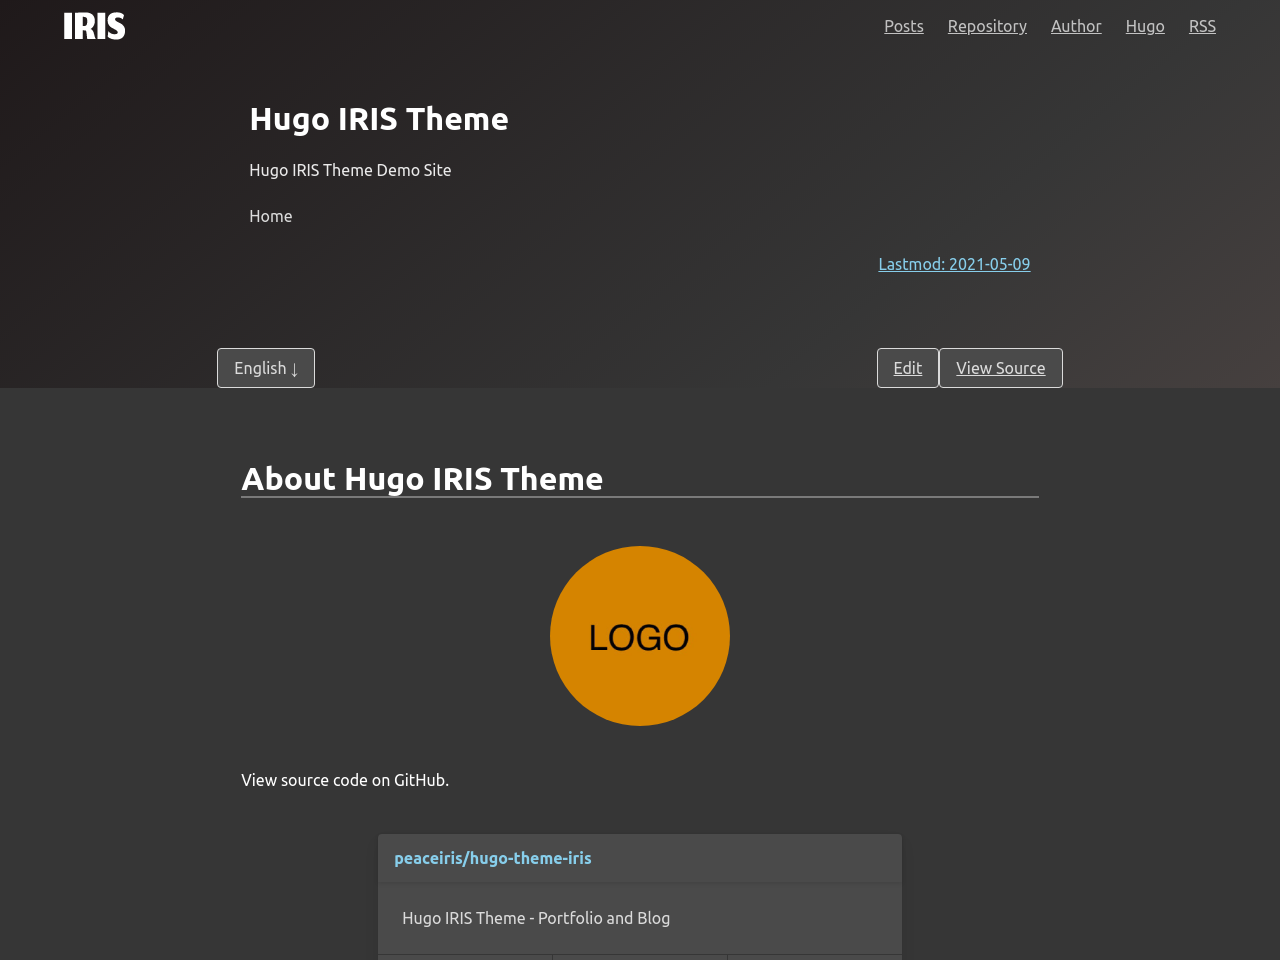 IRIS
Posts Repository Author Hugo RSS
Hugo IRIS Theme
Hugo IRIS Theme Demo Site
Home
Lastmod: 2021-05-09
English ↓
Edit View Source
About Hugo IRIS Theme
LOGO
View source code on GitHub.
peaceiris/hugo-theme-iris
Hugo IRIS Theme - Portfolio and Blog